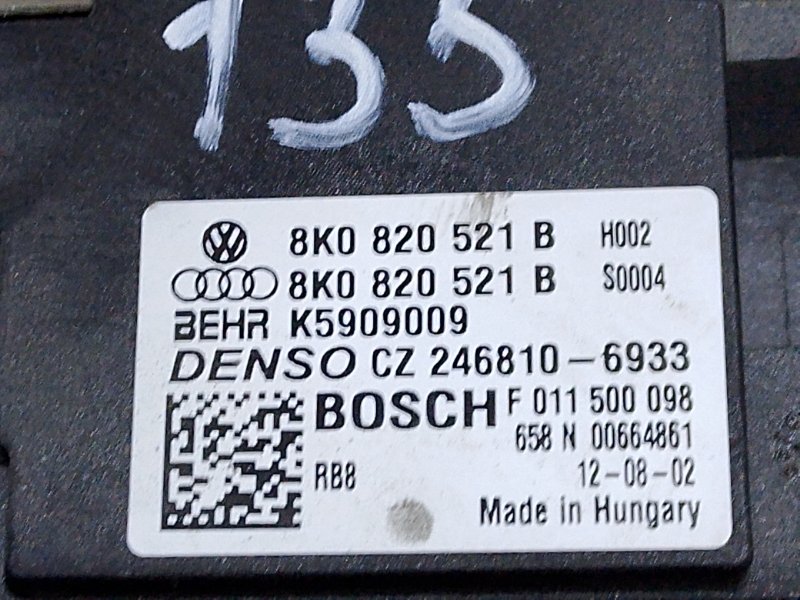 135
8K0 820 521 B H002
8K0 820 521 B S0004
BEHR K5909009
DENSO CZ 246810-6933
BOSCH F 011 500 098
658 N 00664861
RB8 12-08-02
Made in Hungary